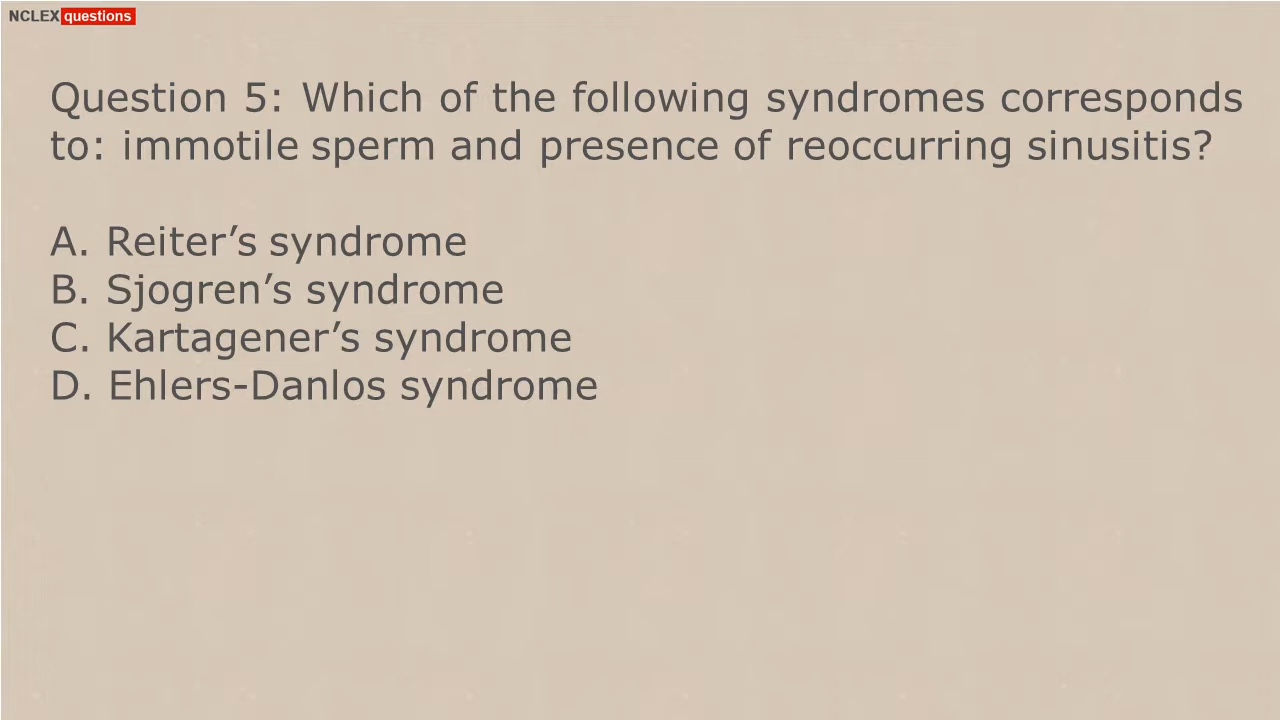 NCLEX questions
Question 5: Which of the following syndromes corresponds
to: immotile sperm and presence of reoccurring sinusitis?
A. Reiter’s syndrome
B. Sjogren’s syndrome
C. Kartagener’s syndrome
D. Ehlers-Danlos syndrome